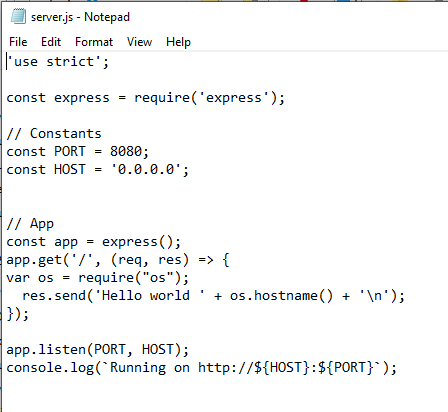 server.js - Notepad
File Edit Format View Help
'use strict';
const express = require('express');
// Constants
const PORT = 8080;
const HOST = '0.0.0.0';
// App
const app = express();
app.get('/', (req, res) => {
var os = require("os");
  res.send('Hello world ' + os.hostname() + '\n');
});
app.listen(PORT, HOST);
console.log(`Running on http://${HOST}:${PORT}`);